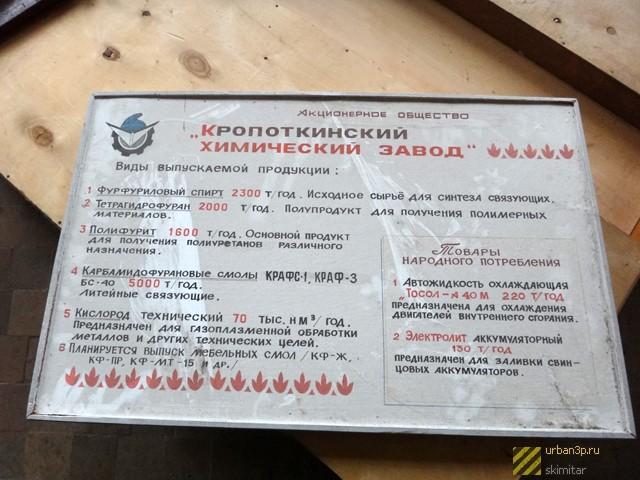 Акционерное общество
„Кропоткинский
химический завод"
Виды выпускаемой продукции:
1 Фурфуриловый спирт 2300 т/год. Исходное сырьё для синтеза связующих.
2 Тетрагидрофуран 2000 т/год. Полупродукт для получения полимерных
материалов.
3 Полифурит 1600 т/год. Основной продукт
для получения полиуретанов различного
назначения.
4 Карбамидофурановые смолы КРАФС-1, КРАФ-3
БС-40 5000 т/год.
Литейные связующие.
5 Кислород технический 70 тыс. нм³/год.
Предназначен для газоплазменной обработки
металлов и других технических целей.
6 Планируется выпуск мебельных смол /КФ-Ж,
КФ-ПР, КФ-МТ-15 и др./
Товары
народного потребления
1 Автожидкость охлаждающая
„Тосол-А40М 220 т/год
предназначена для охлаждения
двигателей внутреннего сгорания.
2 Электролит аккумуляторный
150 т/год
предназначен для заливки свин-
цовых аккумуляторов.
urban3p.ru
skimitar